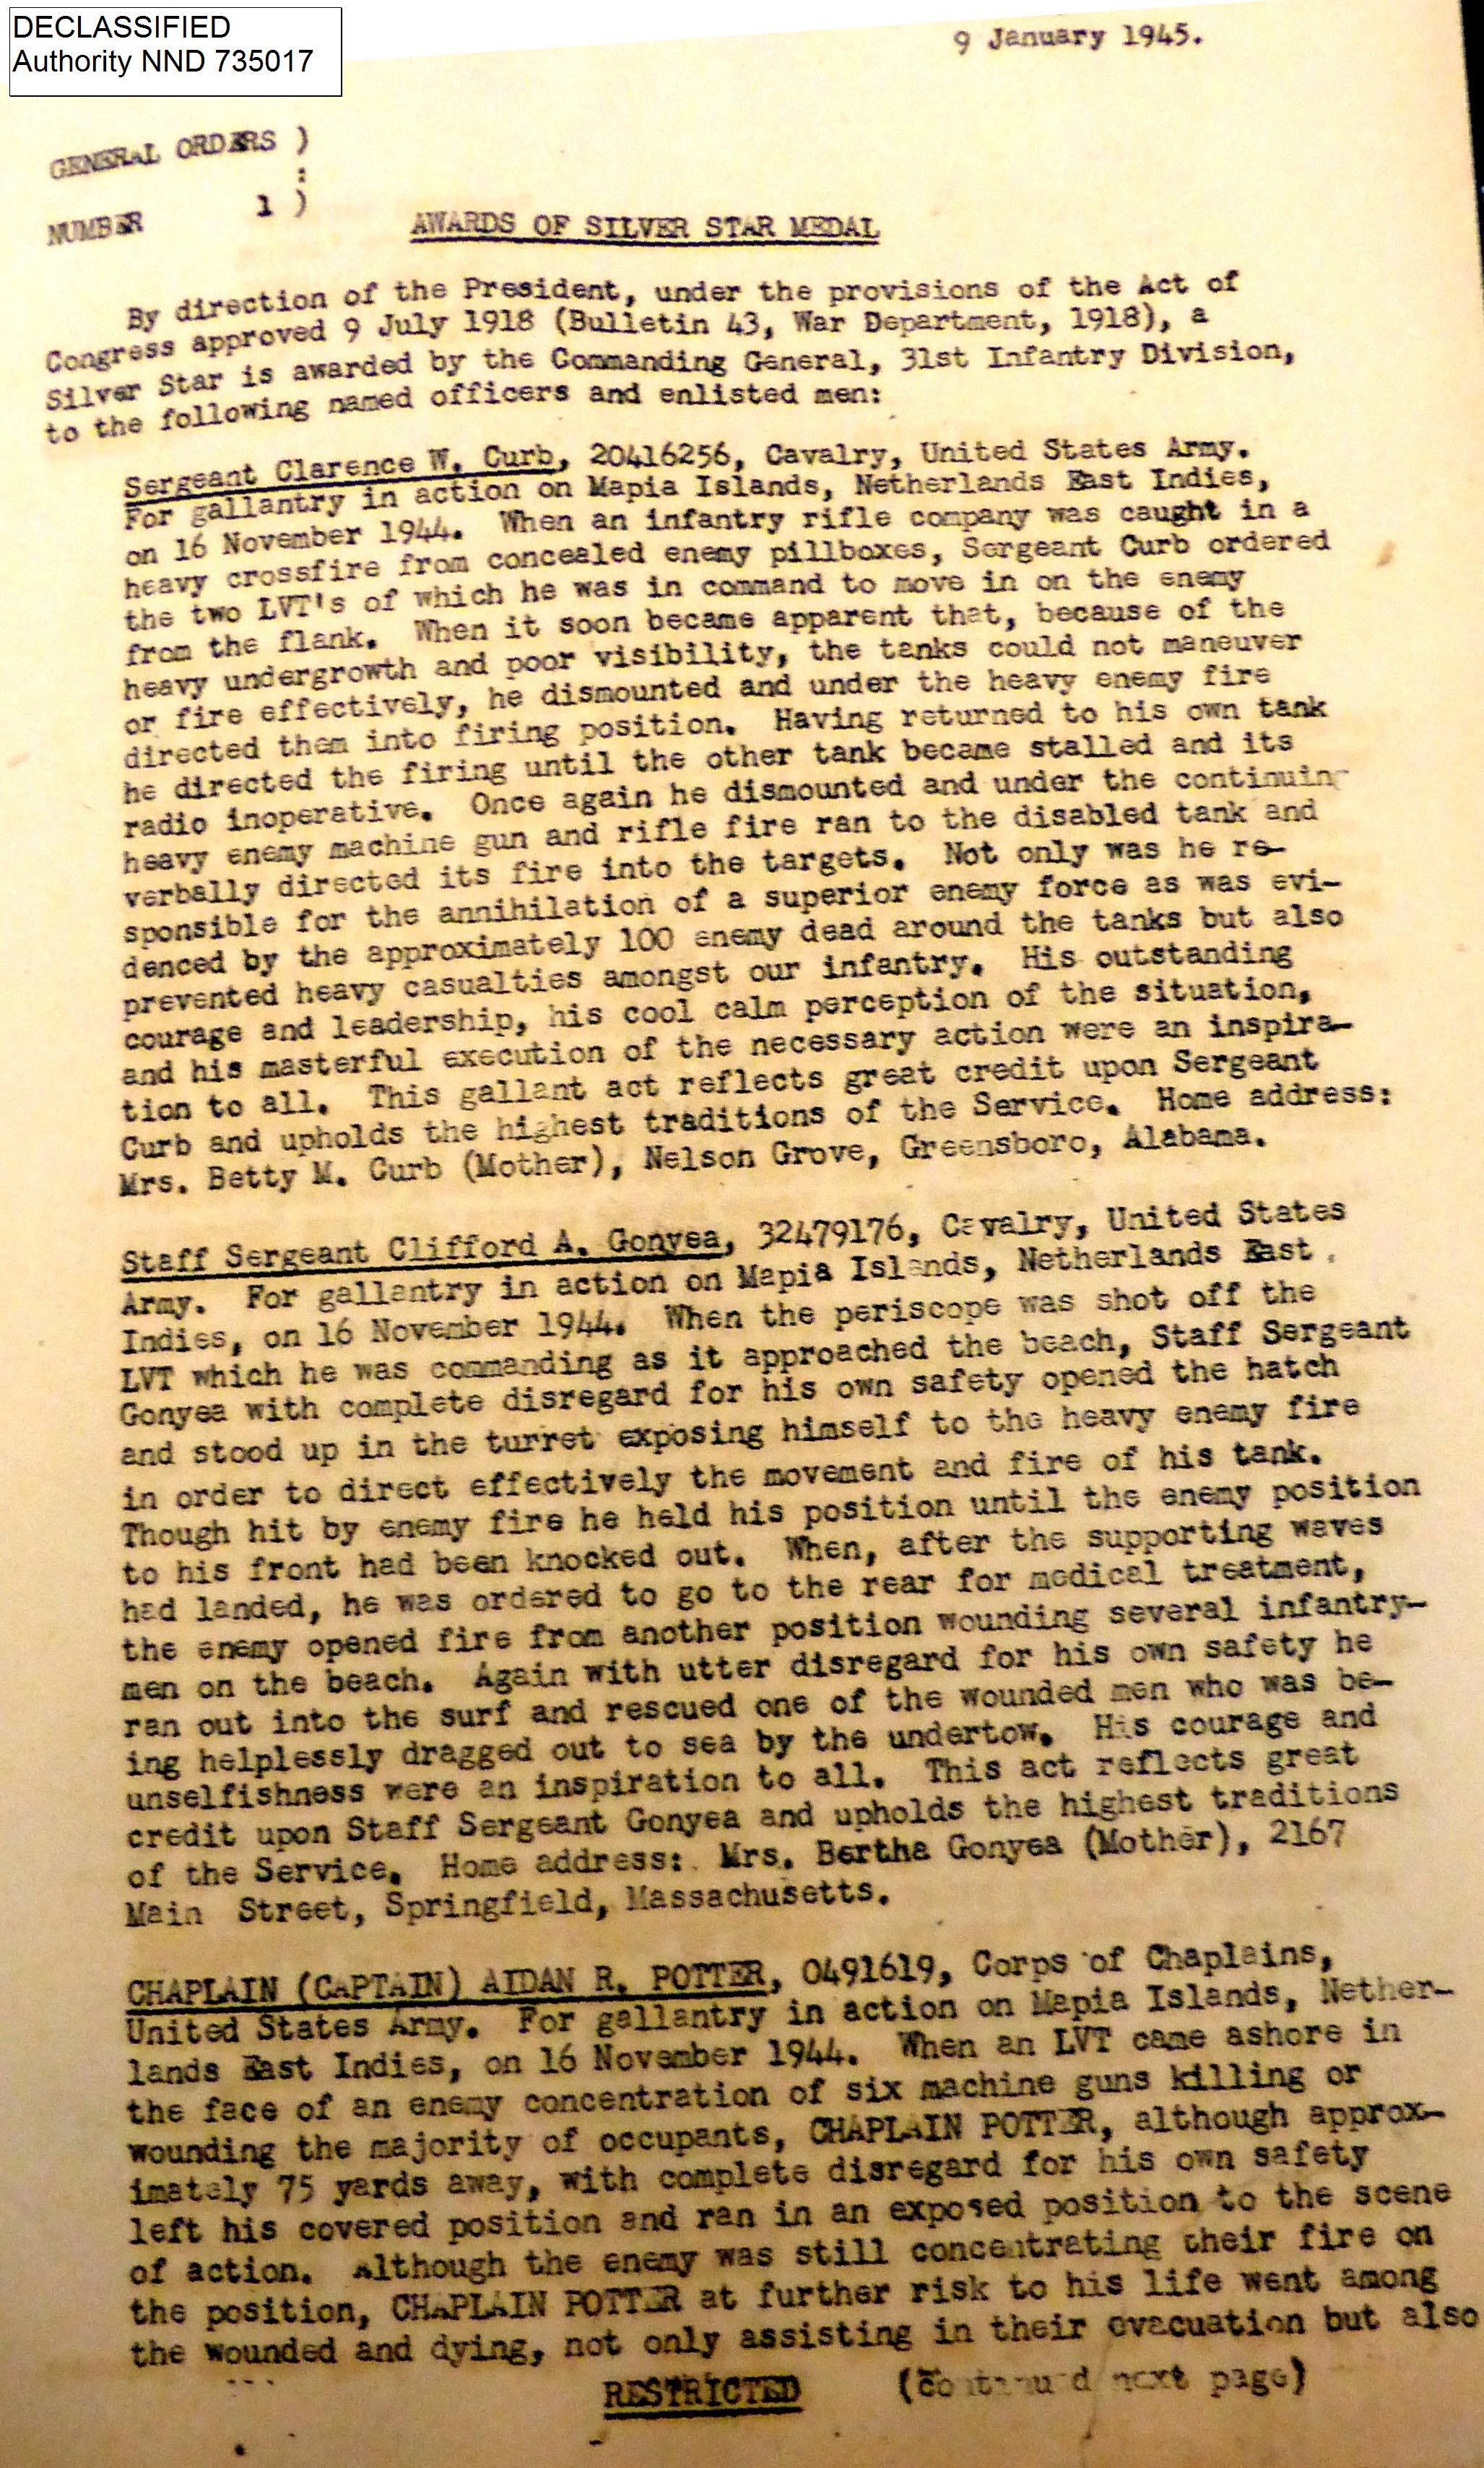 DECLASSIFIED
Authority NND 735017
9 January 1945.
GENERAL ORDERS )
:
NUMBER 1 )
AWARDS OF SILVER STAR MEDAL
By direction of the President, under the provisions of the Act of
Congress approved 9 July 1918 (Bulletin 43, War Department, 1918), a
Silver Star is awarded by the Commanding General, 31st Infantry Division,
to the following named officers and enlisted men:
Sergeant Clarence W. Curb, 20416256, Cavalry, United States Army.
For gallantry in action on Mapia Islands, Netherlands East Indies,
on 16 November 1944. When an infantry rifle company was caught in a
heavy crossfire from concealed enemy pillboxes, Sergeant Curb ordered
the two LVT's of which he was in command to move in on the enemy
from the flank. When it soon became apparent that, because of the
heavy undergrowth and poor visibility, the tanks could not maneuver
or fire effectively, he dismounted and under the heavy enemy fire
directed them into firing position. Having returned to his own tank
he directed the firing until the other tank became stalled and its
radio inoperative. Once again he dismounted and under the continuing
heavy enemy machine gun and rifle fire ran to the disabled tank and
verbally directed its fire into the targets. Not only was he re-
sponsible for the annihilation of a superior enemy force as was evi-
denced by the approximately 100 enemy dead around the tanks but also
prevented heavy casualties amongst our infantry. His outstanding
courage and leadership, his cool calm perception of the situation,
and his masterful execution of the necessary action were an inspira-
tion to all. This gallant act reflects great credit upon Sergeant
Curb and upholds the highest traditions of the Service. Home address:
Mrs. Betty M. Curb (Mother), Nelson Grove, Greensboro, Alabama.
Staff Sergeant Clifford A. Gonyea, 32479176, Cavalry, United States
Army. For gallantry in action on Mapia Islands, Netherlands East
Indies, on 16 November 1944. When the periscope was shot off the
LVT which he was commanding as it approached the beach, Staff Sergeant
Gonyea with complete disregard for his own safety opened the hatch
and stood up in the turret exposing himself to the heavy enemy fire
in order to direct effectively the movement and fire of his tank.
Though hit by enemy fire he held his position until the enemy position
to his front had been knocked out. When, after the supporting waves
had landed, he was ordered to go to the rear for medical treatment,
the enemy opened fire from another position wounding several infantry-
men on the beach. Again with utter disregard for his own safety he
ran out into the surf and rescued one of the wounded men who was be-
ing helplessly dragged out to sea by the undertow. His courage and
unselfishness were an inspiration to all. This act reflects great
credit upon Staff Sergeant Gonyea and upholds the highest traditions
of the Service. Home address: Mrs. Bertha Gonyea (Mother), 2167
Main Street, Springfield, Massachusetts.
CHAPLAIN (CAPTAIN) AIDAN R. POTTER, 0491619, Corps of Chaplains,
United States Army. For gallantry in action on Mapia Islands, Nether-
lands East Indies, on 16 November 1944. When an LVT came ashore in
the face of an enemy concentration of six machine guns killing or
wounding the majority of occupants, CHAPLAIN POTTER, although approx-
imately 75 yards away, with complete disregard for his own safety
left his covered position and ran in an exposed position to the scene
of action. Although the enemy was still concentrating their fire on
the position, CHAPLAIN POTTER at further risk to his life went among
the wounded and dying, not only assisting in their evacuation but also
RESTRICTED (Continued next page)